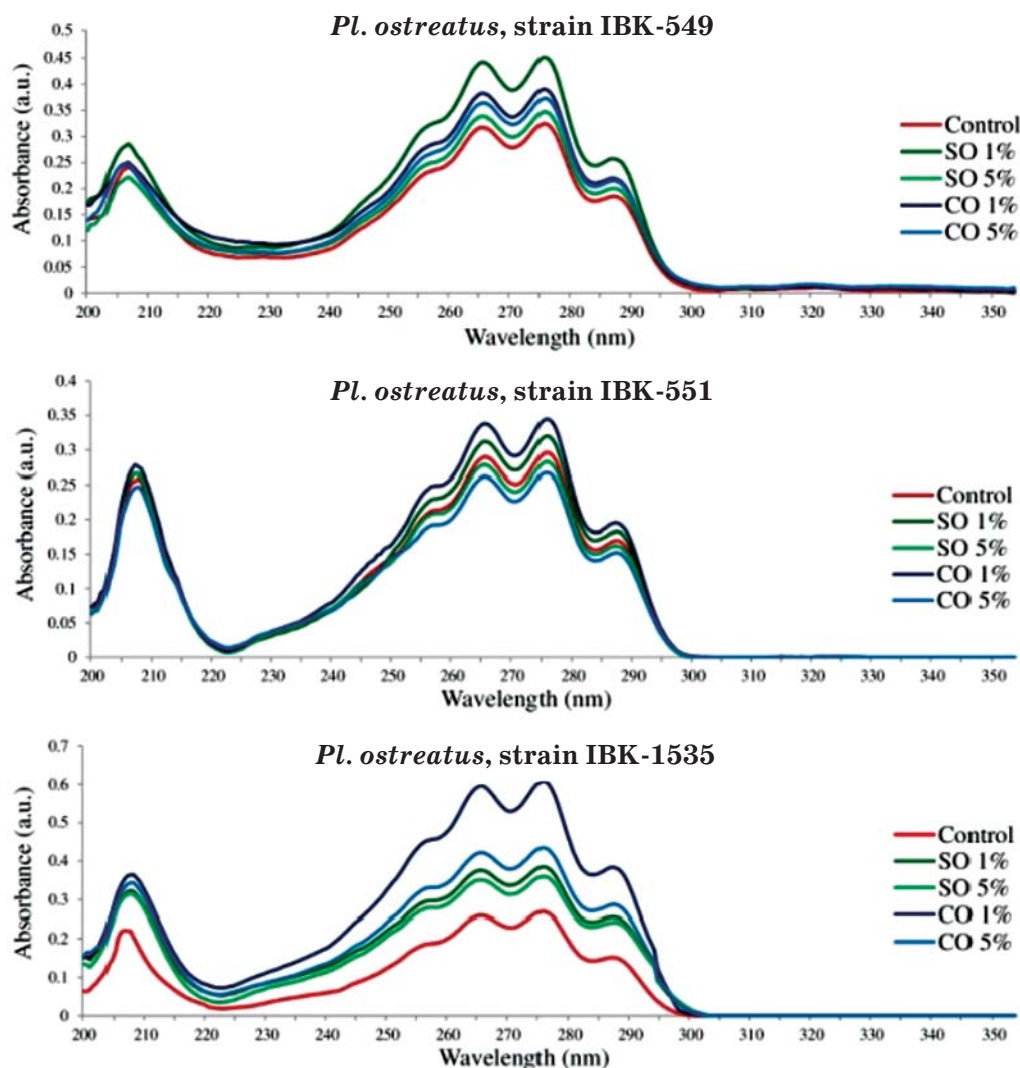 Pl. ostreatus, strain IBK-549
Absorbance (a.u.)
0.5
0.45
0.4
0.35
0.3
0.25
0.2
0.15
0.1
0.05
0
200 210 220 230 240 250 260 270 280 290 300 310 320 330 340 350
Wavelength (nm)
Control
SO 1%
SO 5%
CO 1%
CO 5%
Pl. ostreatus, strain IBK-551
Absorbance (a.u.)
0.4
0.35
0.3
0.25
0.2
0.15
0.1
0.05
0
200 210 220 230 240 250 260 270 280 290 300 310 320 330 340 350
Wavelength (nm)
Control
SO 1%
SO 5%
CO 1%
CO 5%
Pl. ostreatus, strain IBK-1535
Absorbance (a.u.)
0.7
0.6
0.5
0.4
0.3
0.2
0.1
0
200 210 220 230 240 250 260 270 280 290 300 310 320 330 340 350
Wavelength (nm)
Control
SO 1%
SO 5%
CO 1%
CO 5%